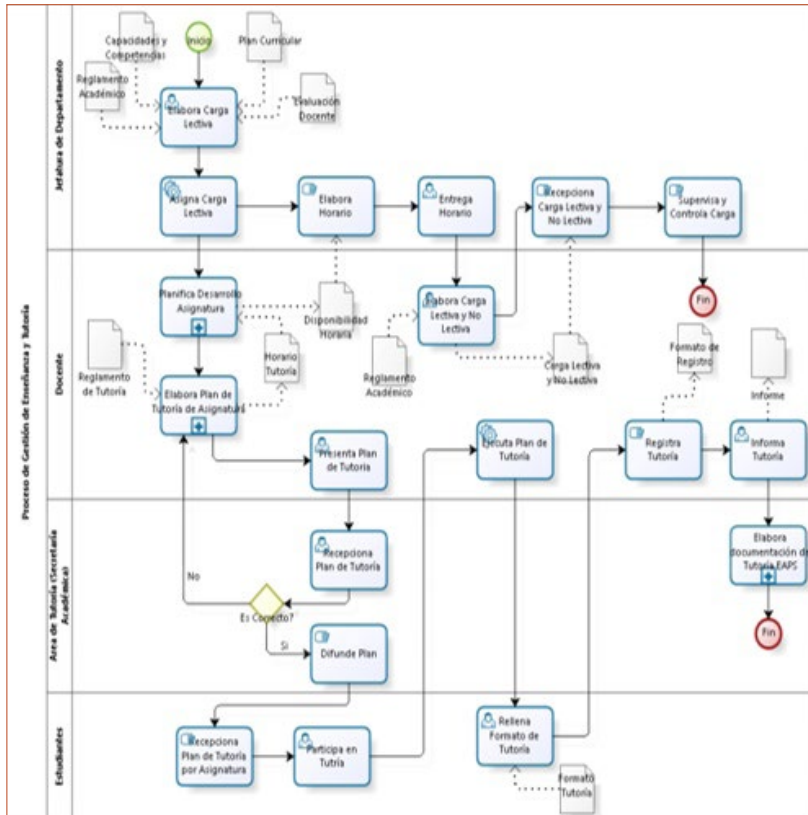 Proceso de Gestión de Enseñanza y Tutoría
Jefatura de Departamento
Capacidades y
Competencias
Inicio
Plan Curricular
Reglamento
Académico
Elabora Carga
Lectiva
Evaluación
Docente
Asigna Carga
Lectiva
Elabora
Horario
Entrega
Horario
Recepciona
Carga Lectiva y
No Lectiva
Supervisa y
Controla Carga
Docente
Planifica Desarrollo
Asignatura
Disponibilidad
Horaria
Elabora Carga
Lectiva y No
Lectiva
Fin
Reglamento
de Tutoría
Horario
Tutoría
Reglamento
Académico
Carga Lectiva
y No Lectiva
Formato de
Registro
Informe
Elabora Plan de
Tutoría de Asignatura
Presenta Plan
de Tutoria
Ejecuta Plan de
Tutoría
Registra
Tutoría
Informa
Tutoría
Area de Tutoría (Secretaría
Académica)
Recepciona
Plan de Tutoría
Elabora
documentación de
Tutoría EAPS
No
Es Correcto?
Si
Difunde Plan
Fin
Estudiantes
Recepciona
Plan de Tutoría
por Asignatura
Participa en
Tutría
Rellena
Formato de
Tutoría
Formato
Tutoría